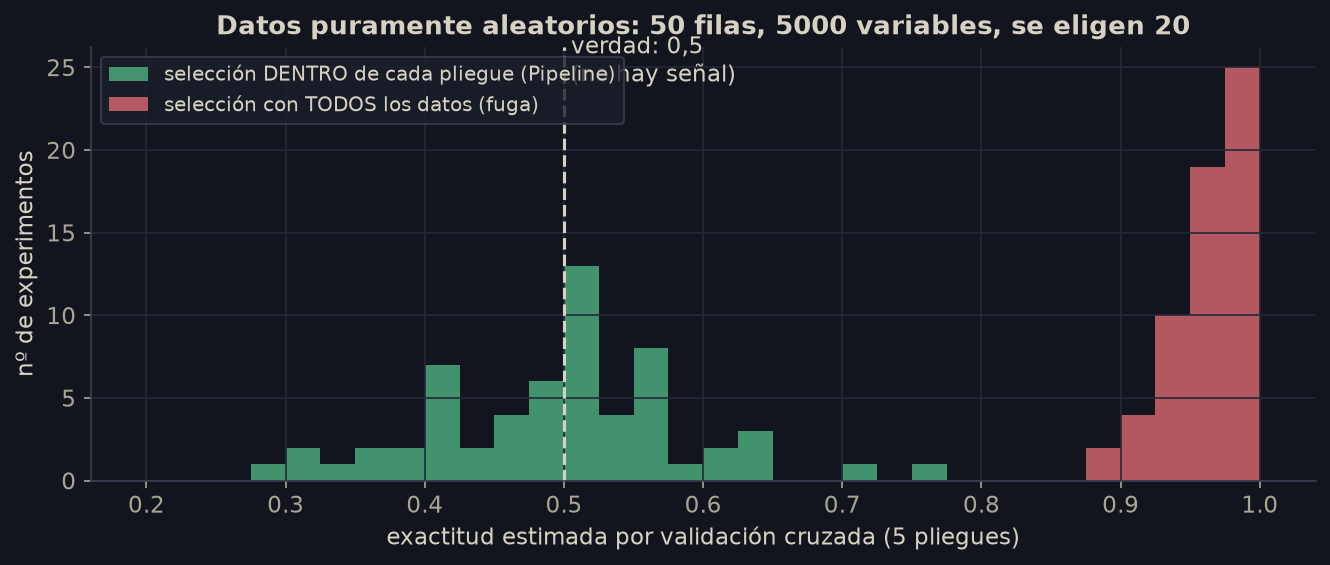 Datos puramente aleatorios: 50 filas, 5000 variables, se eligen 20
verdad: 0,5
hay señal)
selección DENTRO de cada pliegue (Pipeline)
selección con TODOS los datos (fuga)
nº de experimentos
25
20
15
10
5
0
0.2
0.3
0.4
0.5
0.6
0.7
0.8
0.9
1.0
exactitud estimada por validación cruzada (5 pliegues)